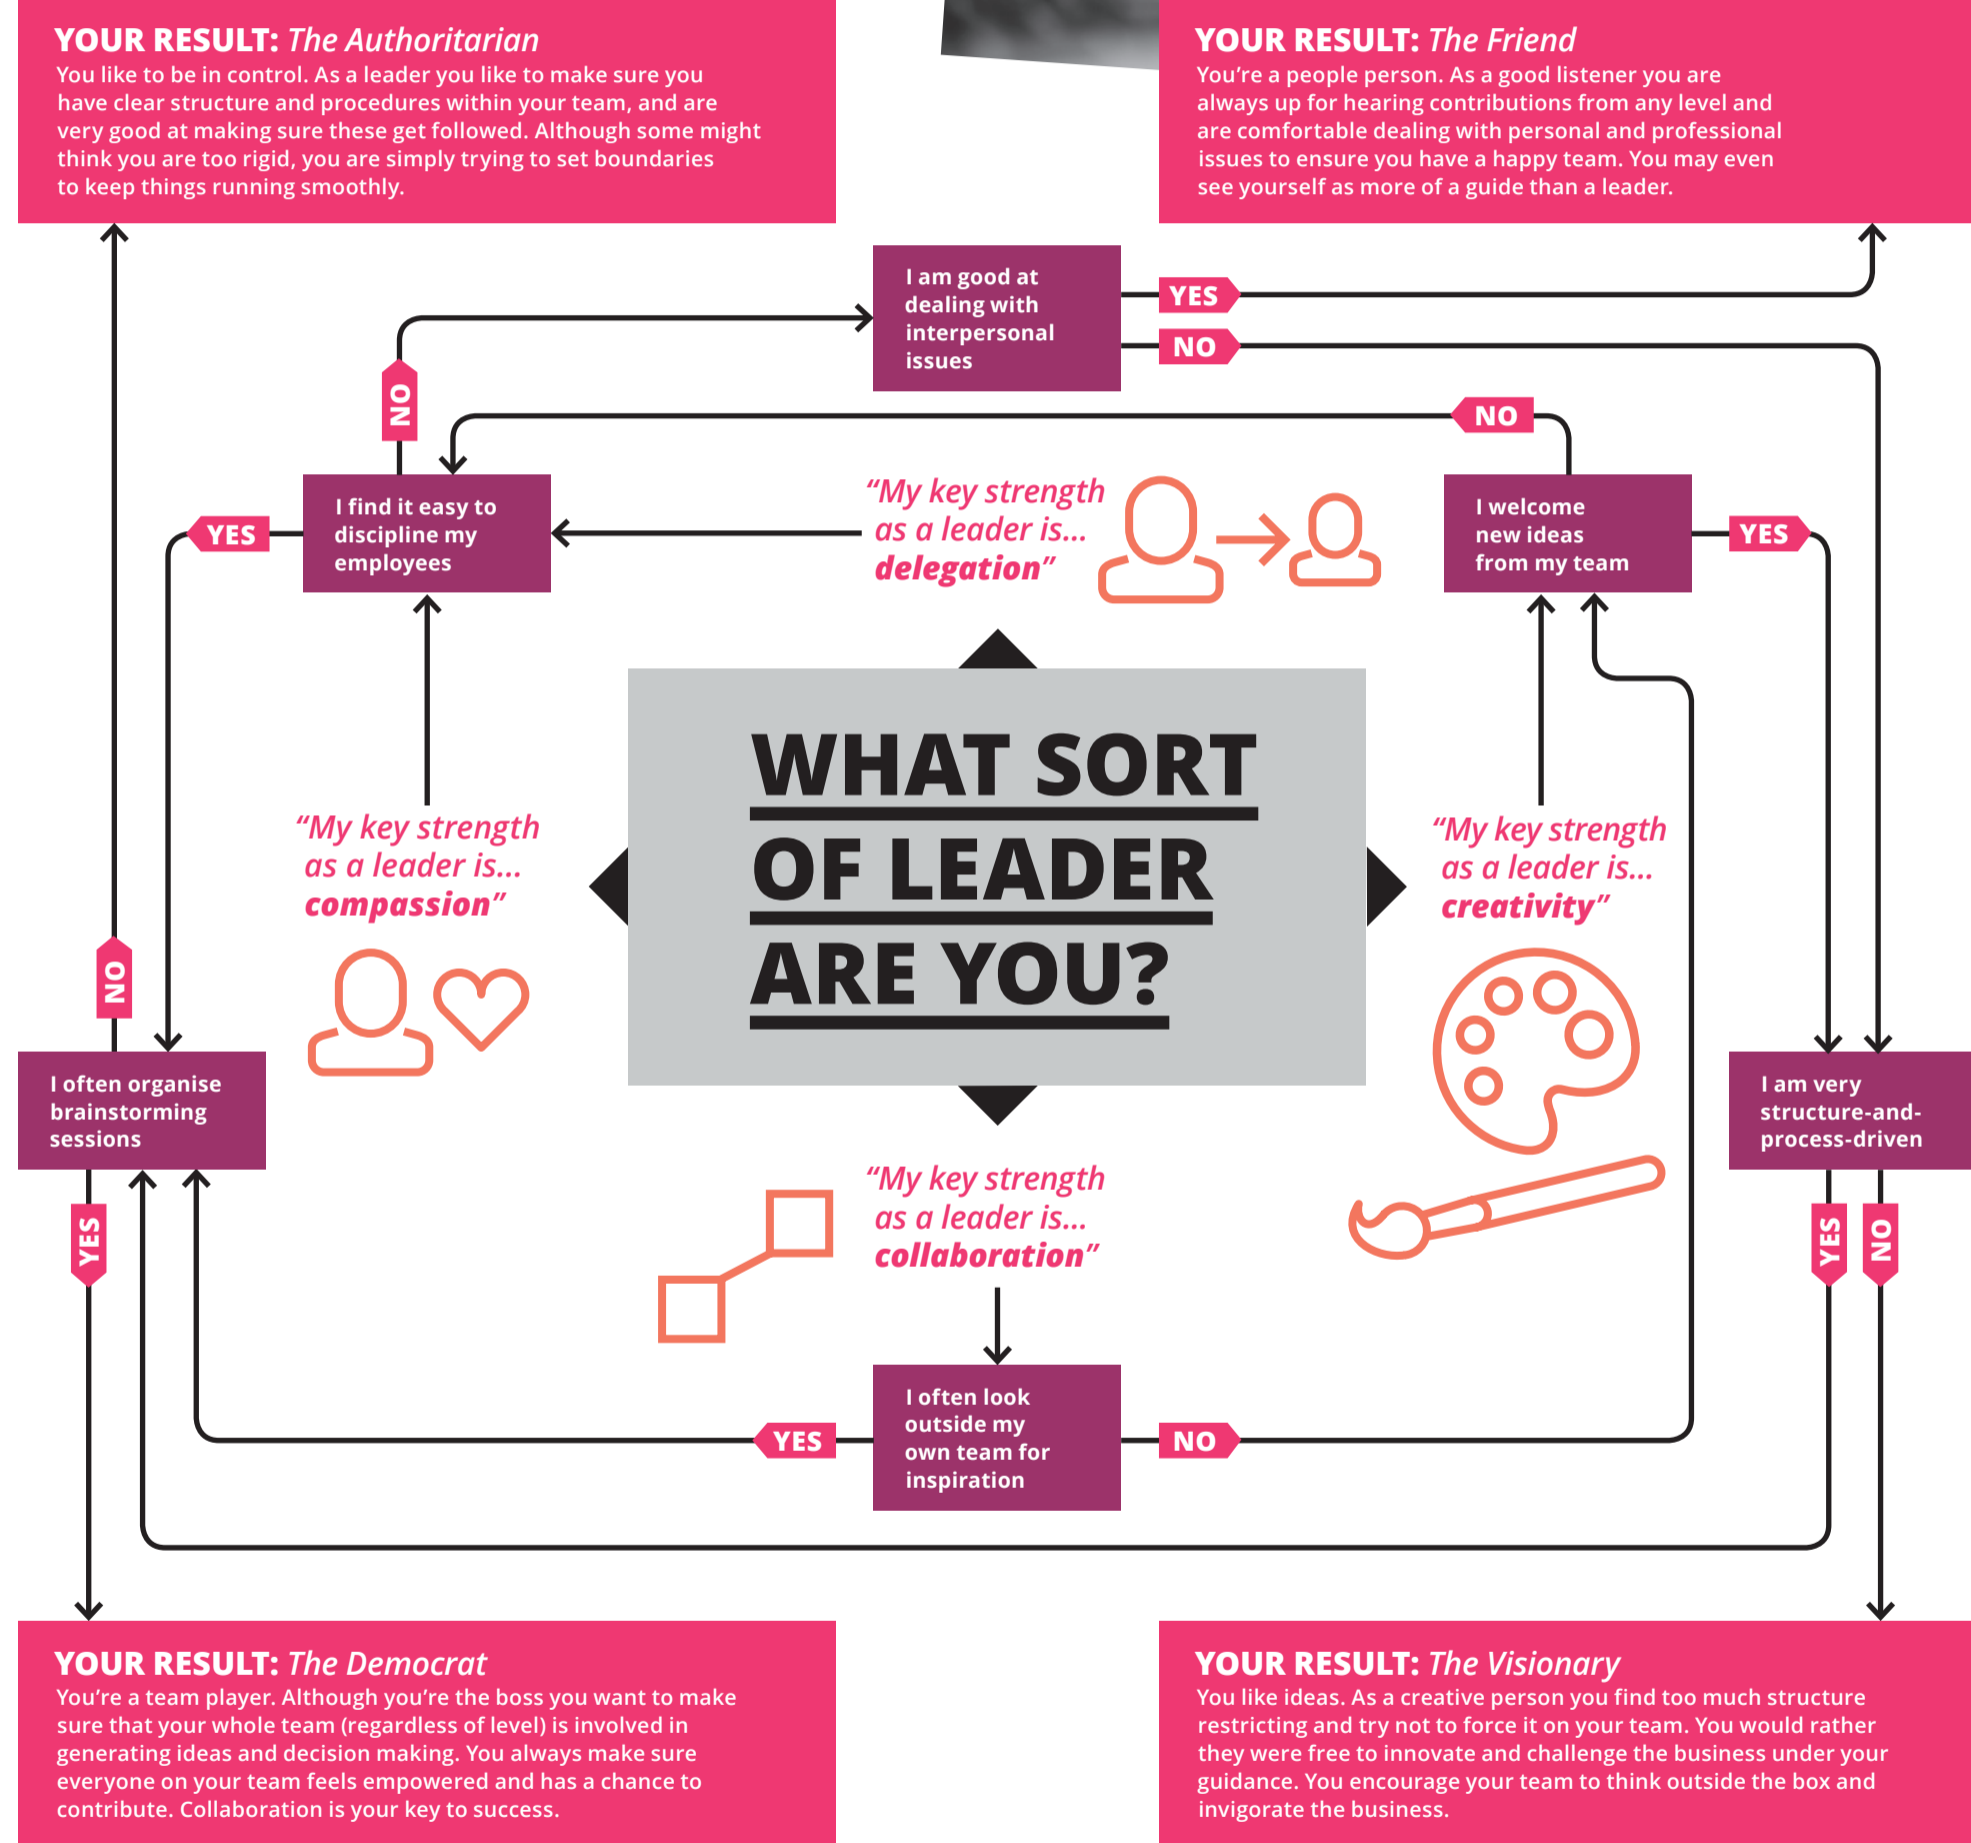 YOUR RESULT: The Authoritarian
You like to be in control. As a leader you like to make sure you
have clear structure and procedures within your team, and are
very good at making sure these get followed. Although some might
think you are too rigid, you are simply trying to set boundaries
to keep things running smoothly.
YOUR RESULT: The Friend
You're a people person. As a good listener you are
always up for hearing contributions from any level and
are comfortable dealing with personal and professional
issues to ensure you have a happy team. You may even
see yourself as more of a guide than a leader.
I am good at
dealing with
interpersonal
issues
YES
NO
NO
NO
I find it easy to
discipline my
employees
YES
“My key strength
as a leader is...
delegation”
I welcome
new ideas
from my team
YES
WHAT SORT
OF LEADER
ARE YOU?
“My key strength
as a leader is...
compassion”
“My key strength
as a leader is...
creativity”
NO
I often organise
brainstorming
sessions
YES
I am very
structure-and-
process-driven
YES
NO
“My key strength
as a leader is...
collaboration”
I often look
outside my
own team for
inspiration
YES
NO
YOUR RESULT: The Democrat
You're a team player. Although you're the boss you want to make
sure that your whole team (regardless of level) is involved in
generating ideas and decision making. You always make sure
everyone on your team feels empowered and has a chance to
contribute. Collaboration is your key to success.
YOUR RESULT: The Visionary
You like ideas. As a creative person you find too much structure
restricting and try not to force it on your team. You would rather
they were free to innovate and challenge the business under your
guidance. You encourage your team to think outside the box and
invigorate the business.